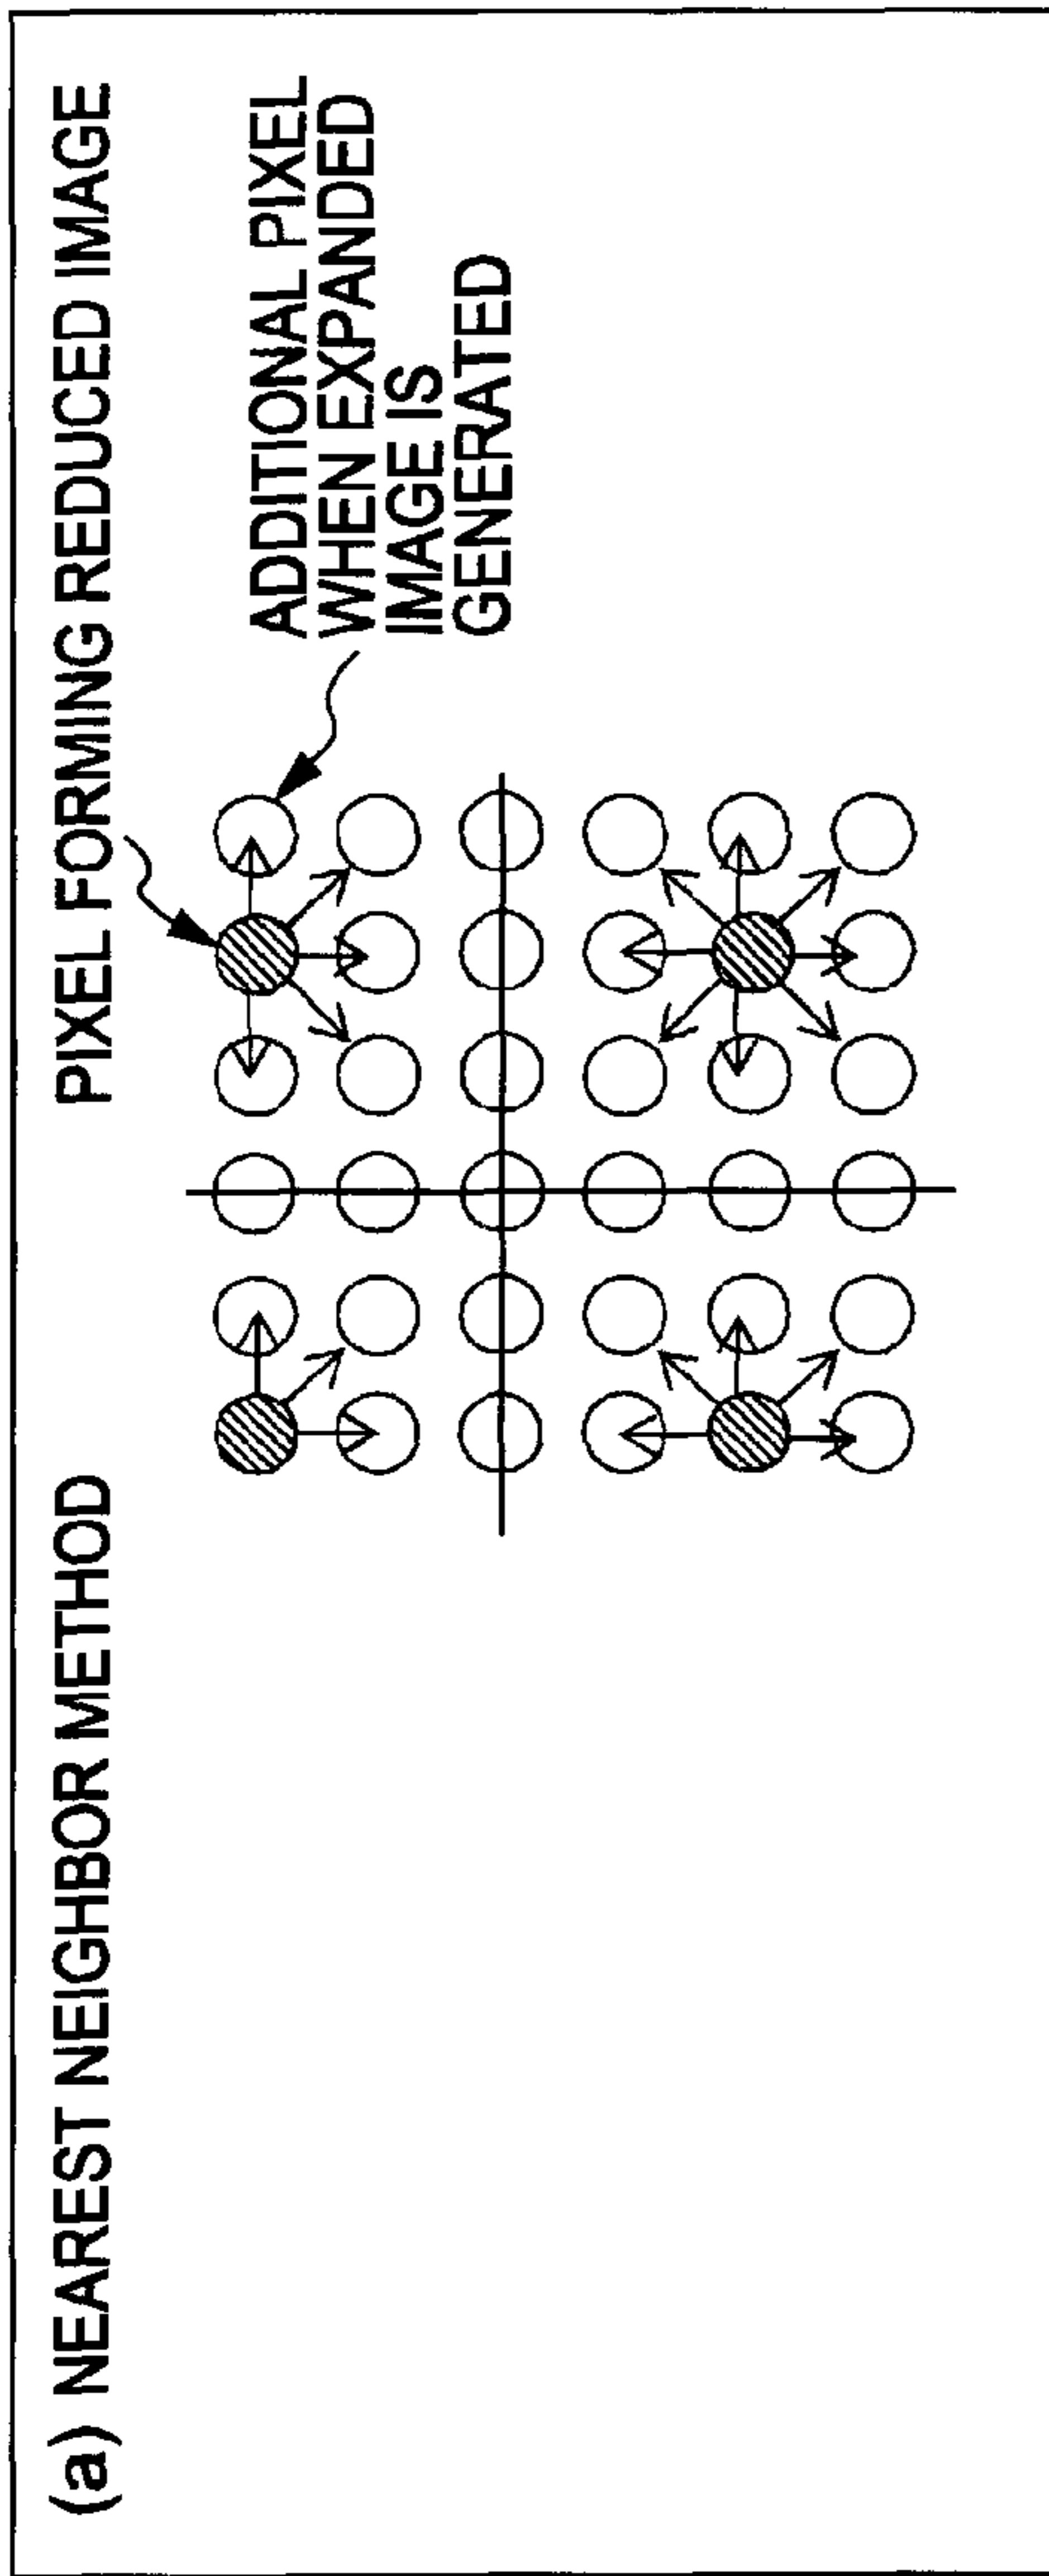 (a) NEAREST NEIGHBOR METHOD
PIXEL FORMING REDUCED IMAGE
ADDITIONAL PIXEL
WHEN EXPANDED
IMAGE IS
GENERATED